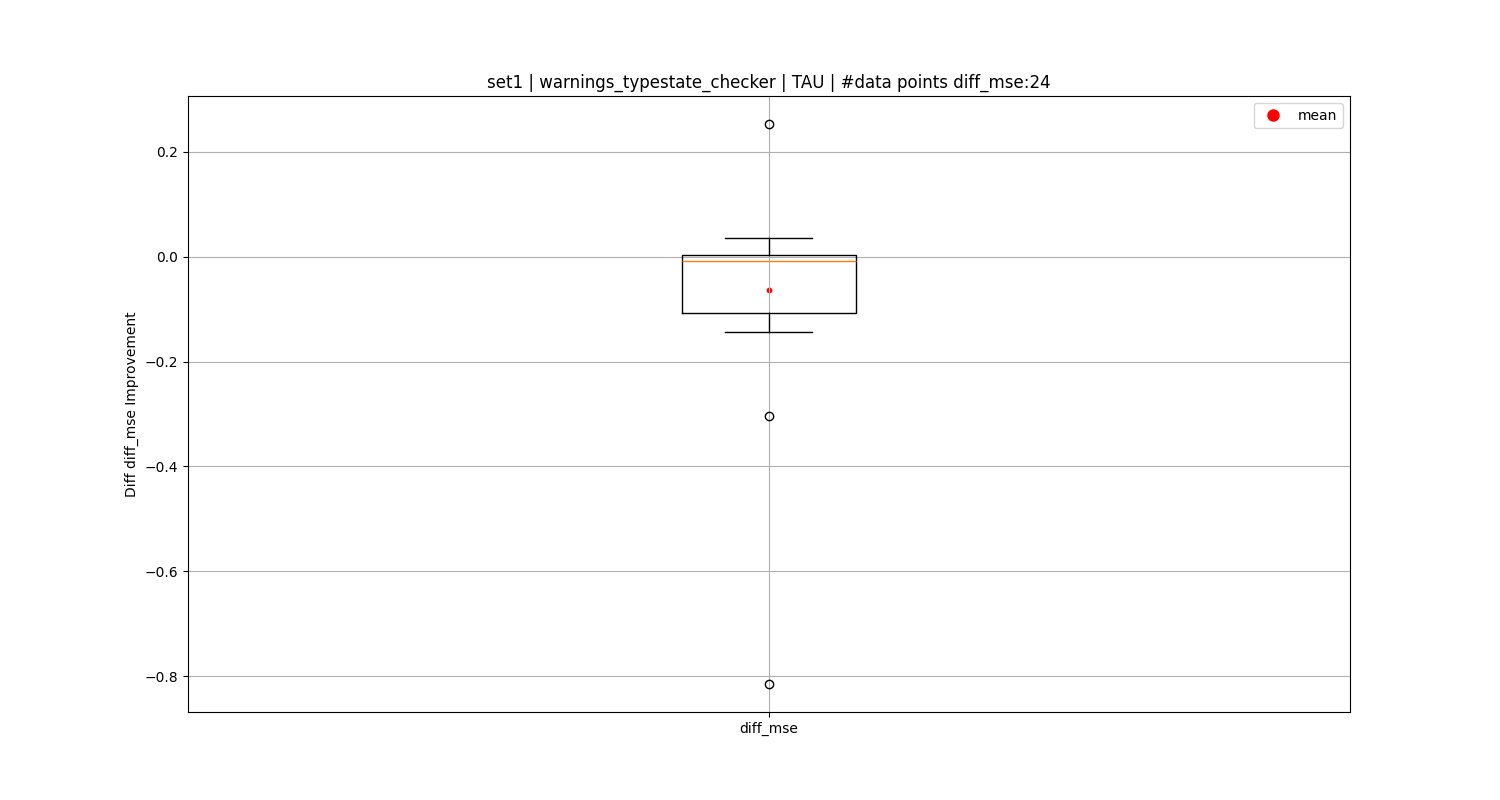 set1 | warnings_typestate_checker | TAU | #data points diff_mse:24
mean
0.2
0.0
−0.2
−0.4
−0.6
−0.8
Diff diff_mse Improvement
diff_mse